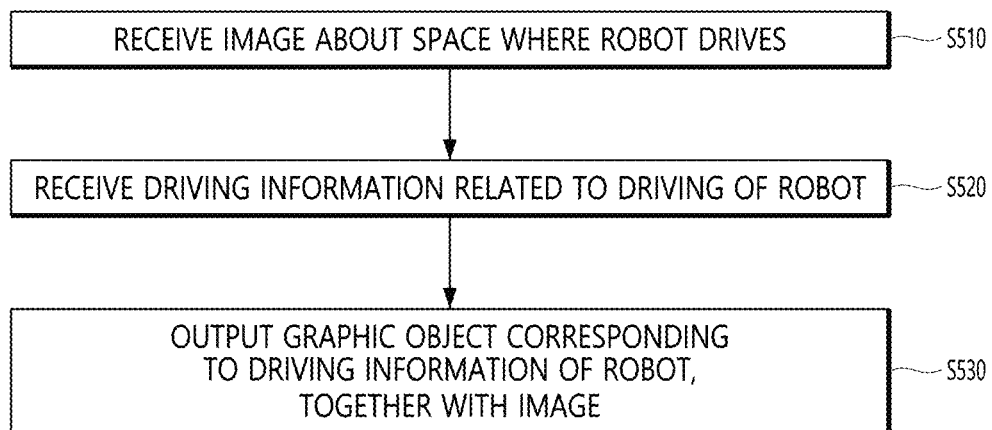 RECEIVE IMAGE ABOUT SPACE WHERE ROBOT DRIVES
S510
RECEIVE DRIVING INFORMATION RELATED TO DRIVING OF ROBOT
S520
OUTPUT GRAPHIC OBJECT CORRESPONDING
TO DRIVING INFORMATION OF ROBOT,
TOGETHER WITH IMAGE
S530